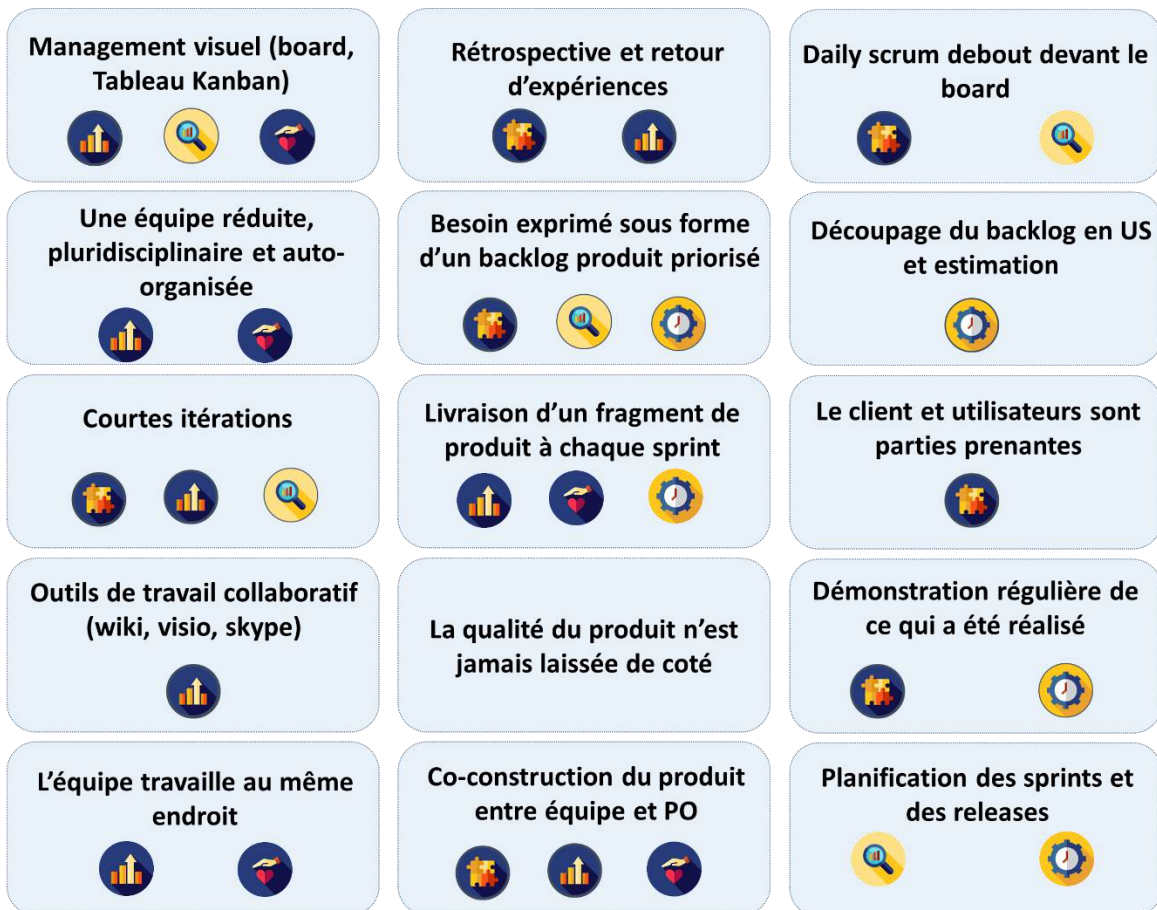 Management visuel (board,
Tableau Kanban)
Rétrospective et retour
d'expériences
Daily scrum debout devant le
board
Une équipe réduite,
pluridisciplinaire et auto-
organisée
Besoin exprimé sous forme
d'un backlog produit priorisé
Découpage du backlog en US
et estimation
Courtes itérations
Livraison d'un fragment de
produit à chaque sprint
Le client et utilisateurs sont
parties prenantes
Outils de travail collaboratif
(wiki, visio, skype)
La qualité du produit n'est
jamais laissée de coté
Démonstration régulière de
ce qui a été réalisé
L'équipe travaille au même
endroit
Co-construction du produit
entre équipe et PO
Planification des sprints et
des releases